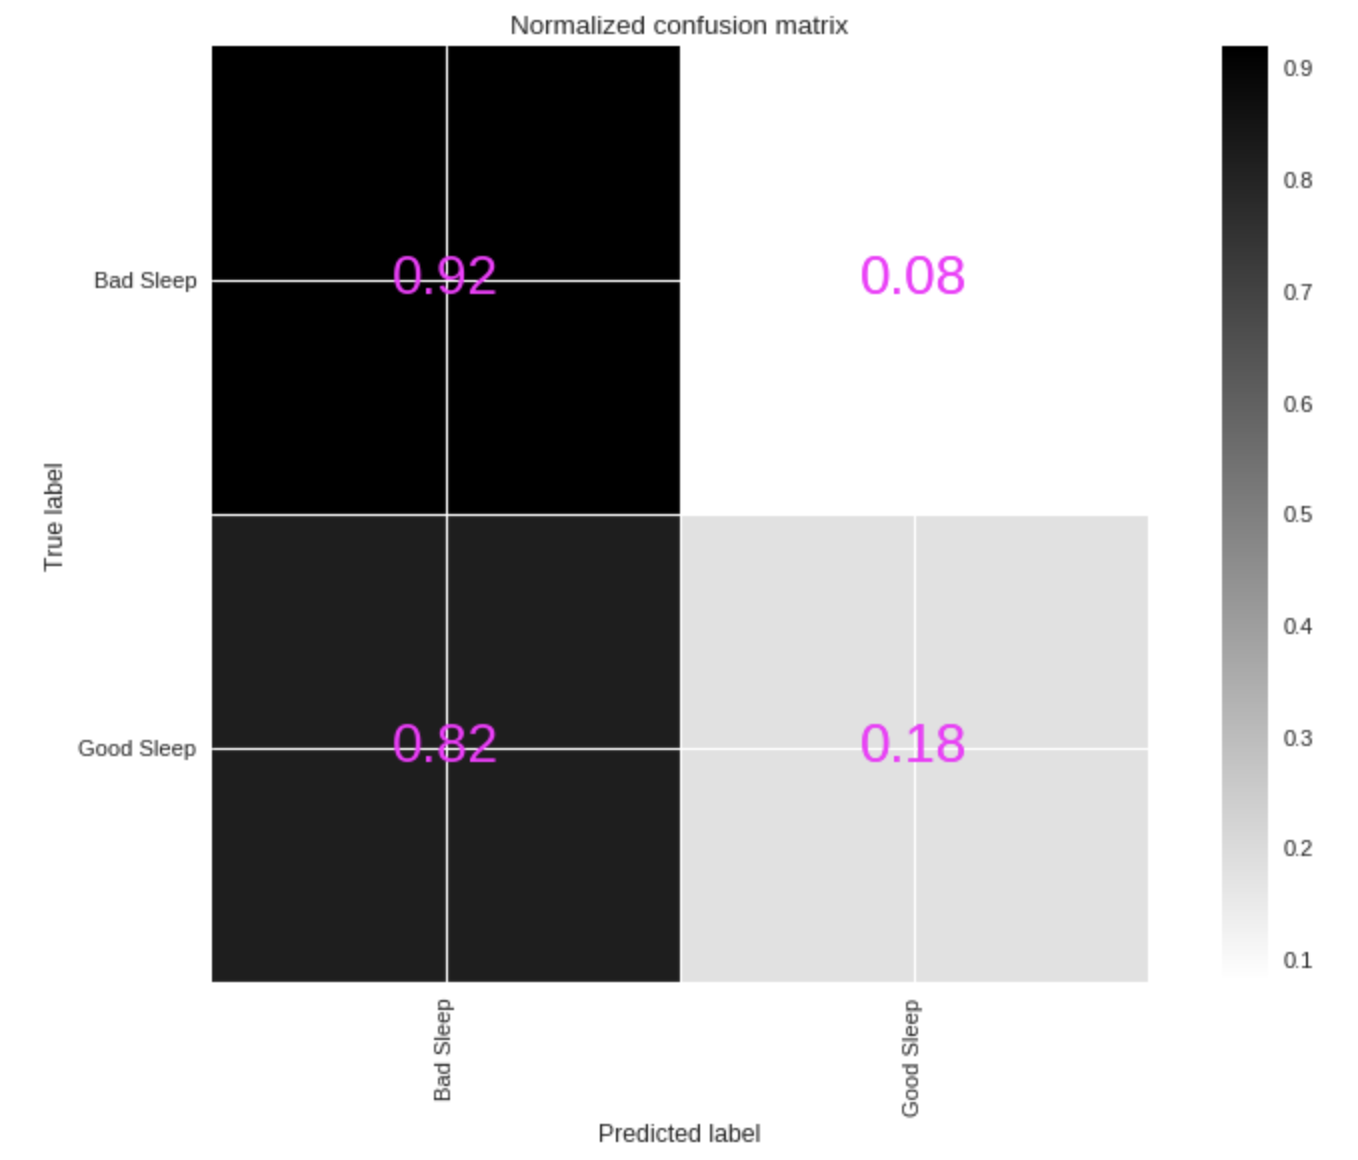 Normalized confusion matrix
0.9
0.8
0.7
0.6
0.5
0.4
0.3
0.2
0.1
True label
Bad Sleep
0.92
0.08
Good Sleep
0.82
0.18
Bad Sleep
Good Sleep
Predicted label